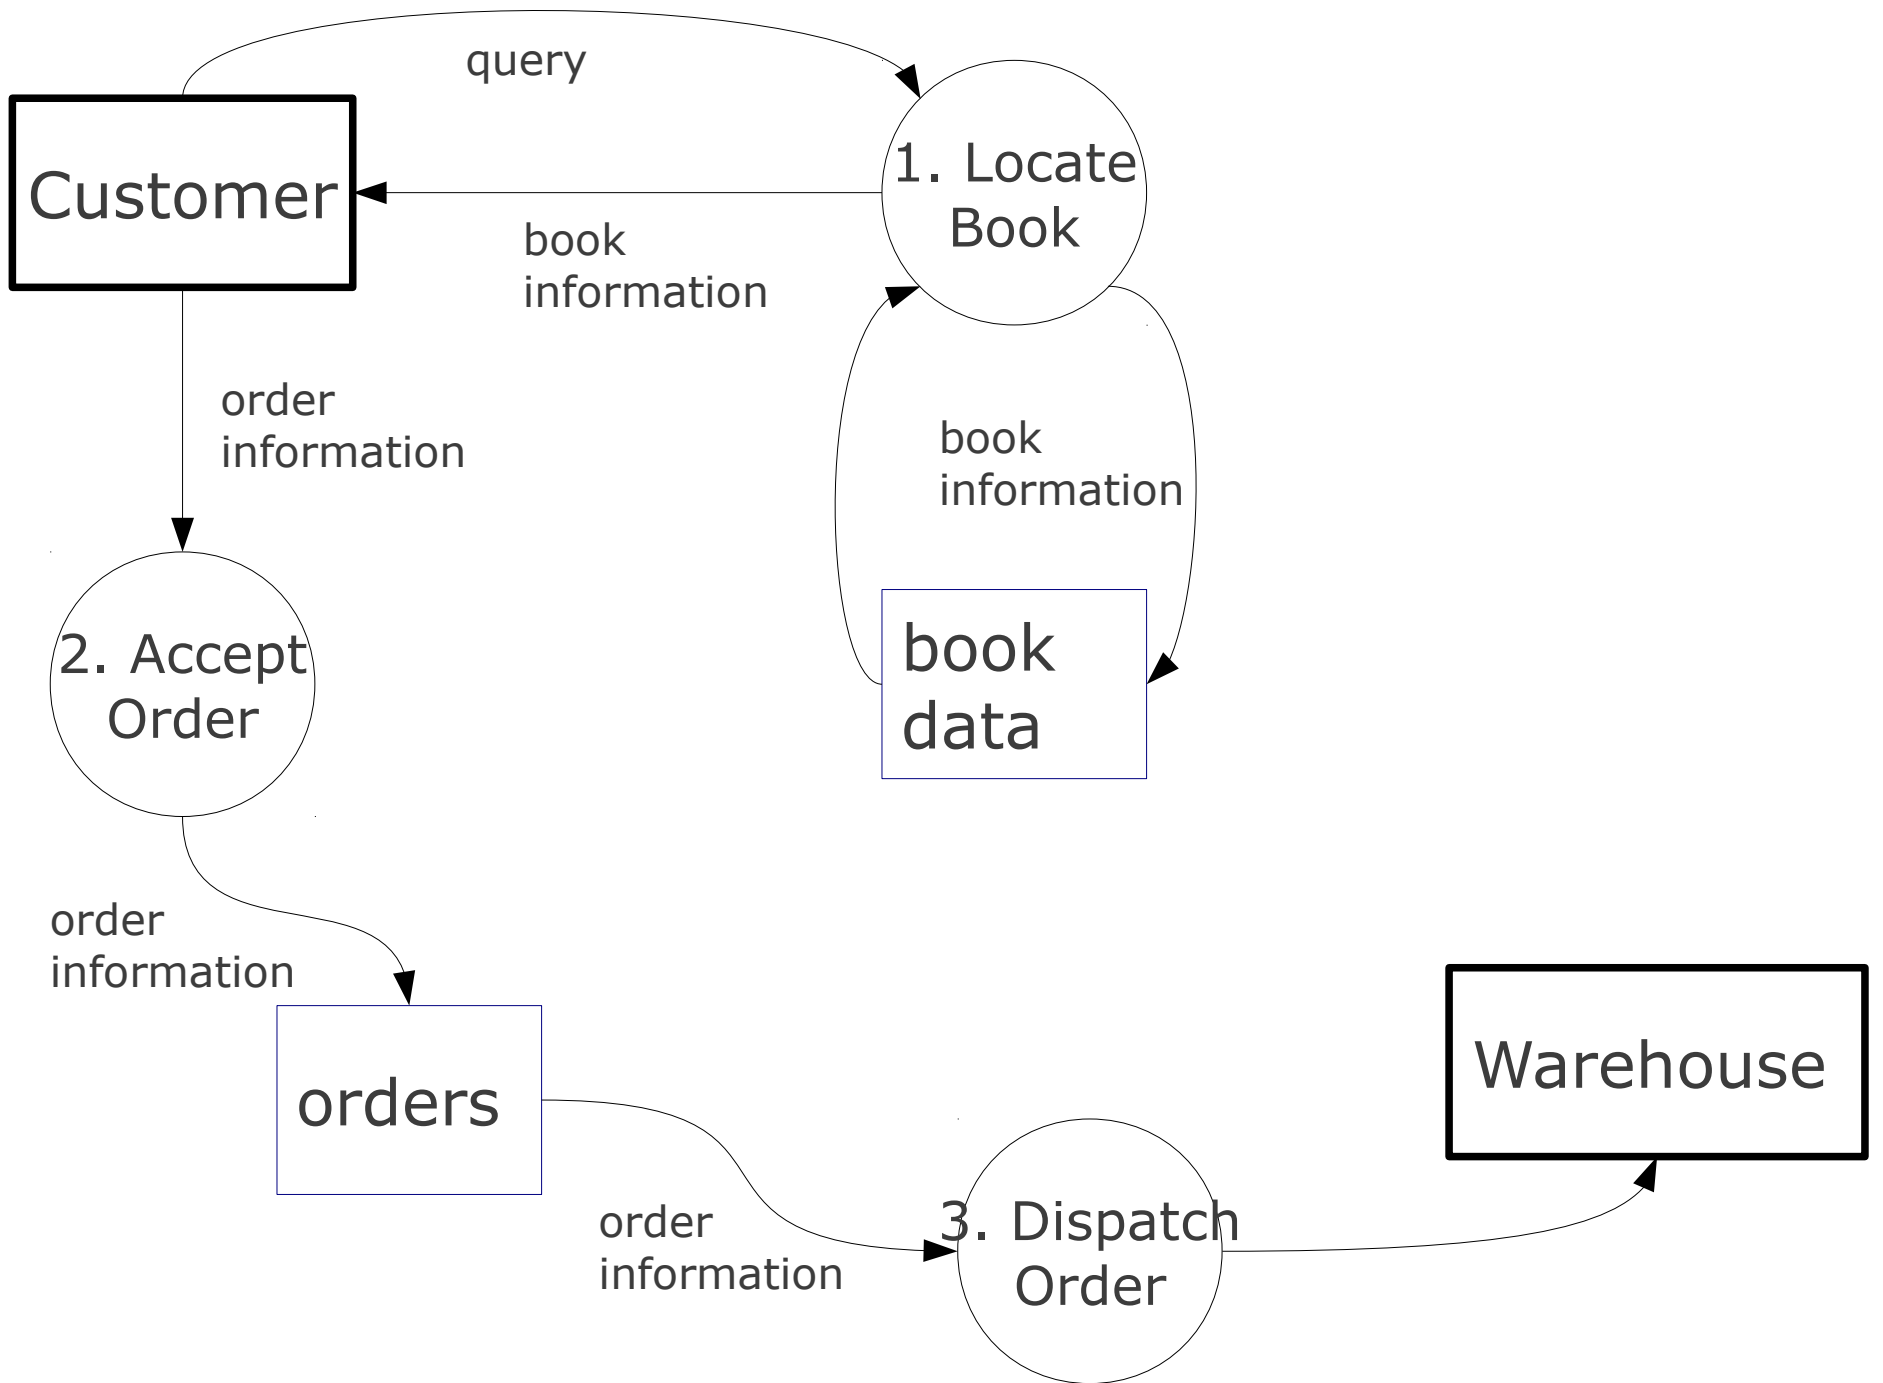 query
Customer
1. Locate
Book
book
information
order
information
book
information
2. Accept
Order
book
data
order
information
orders
Warehouse
order
information
3. Dispatch
Order